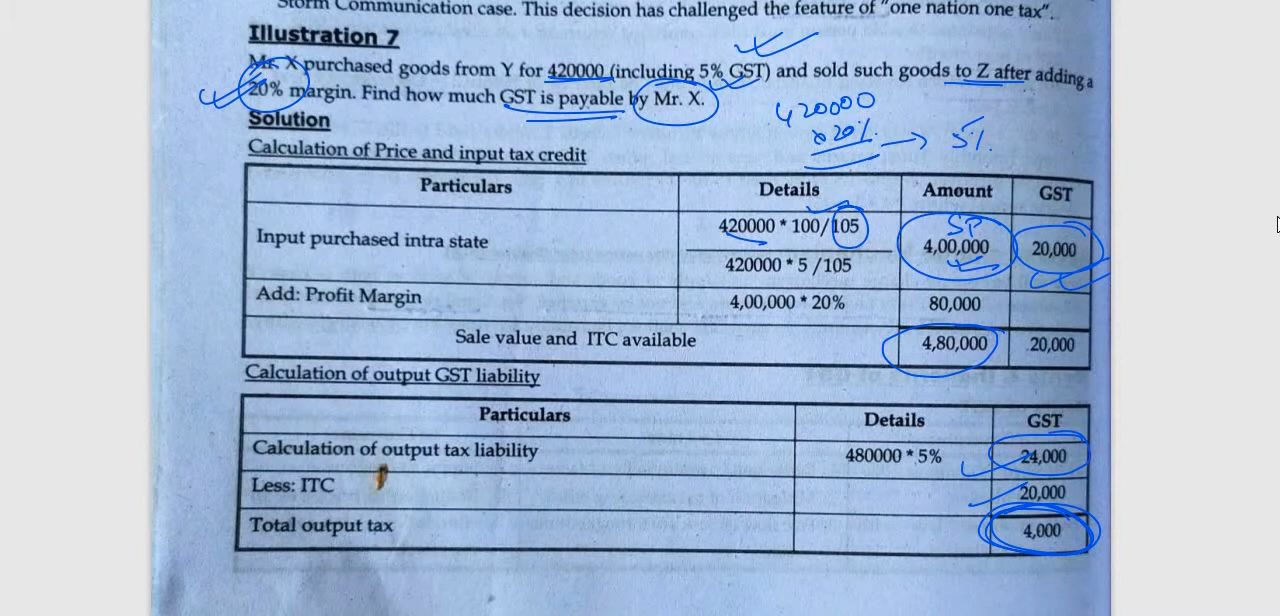 Storm Communication case. This decision has challenged the feature of "one nation one tax".
Illustration 7
Mr. X purchased goods from Y for 420000 (including 5% GST) and sold such goods to Z after adding a
20% margin. Find how much GST is payable by Mr. X.
420000
Solution
× 20% → 5%.
Calculation of Price and input tax credit
Particulars Details Amount GST
420000 * 100/105 SP
Input purchased intra state 4,00,000 20,000
420000 * 5 /105
Add: Profit Margin 4,00,000 * 20% 80,000
Sale value and ITC available 4,80,000 20,000
Calculation of output GST liability
Particulars Details GST
Calculation of output tax liability 480000 * 5% 24,000
Less: ITC 20,000
Total output tax 4,000